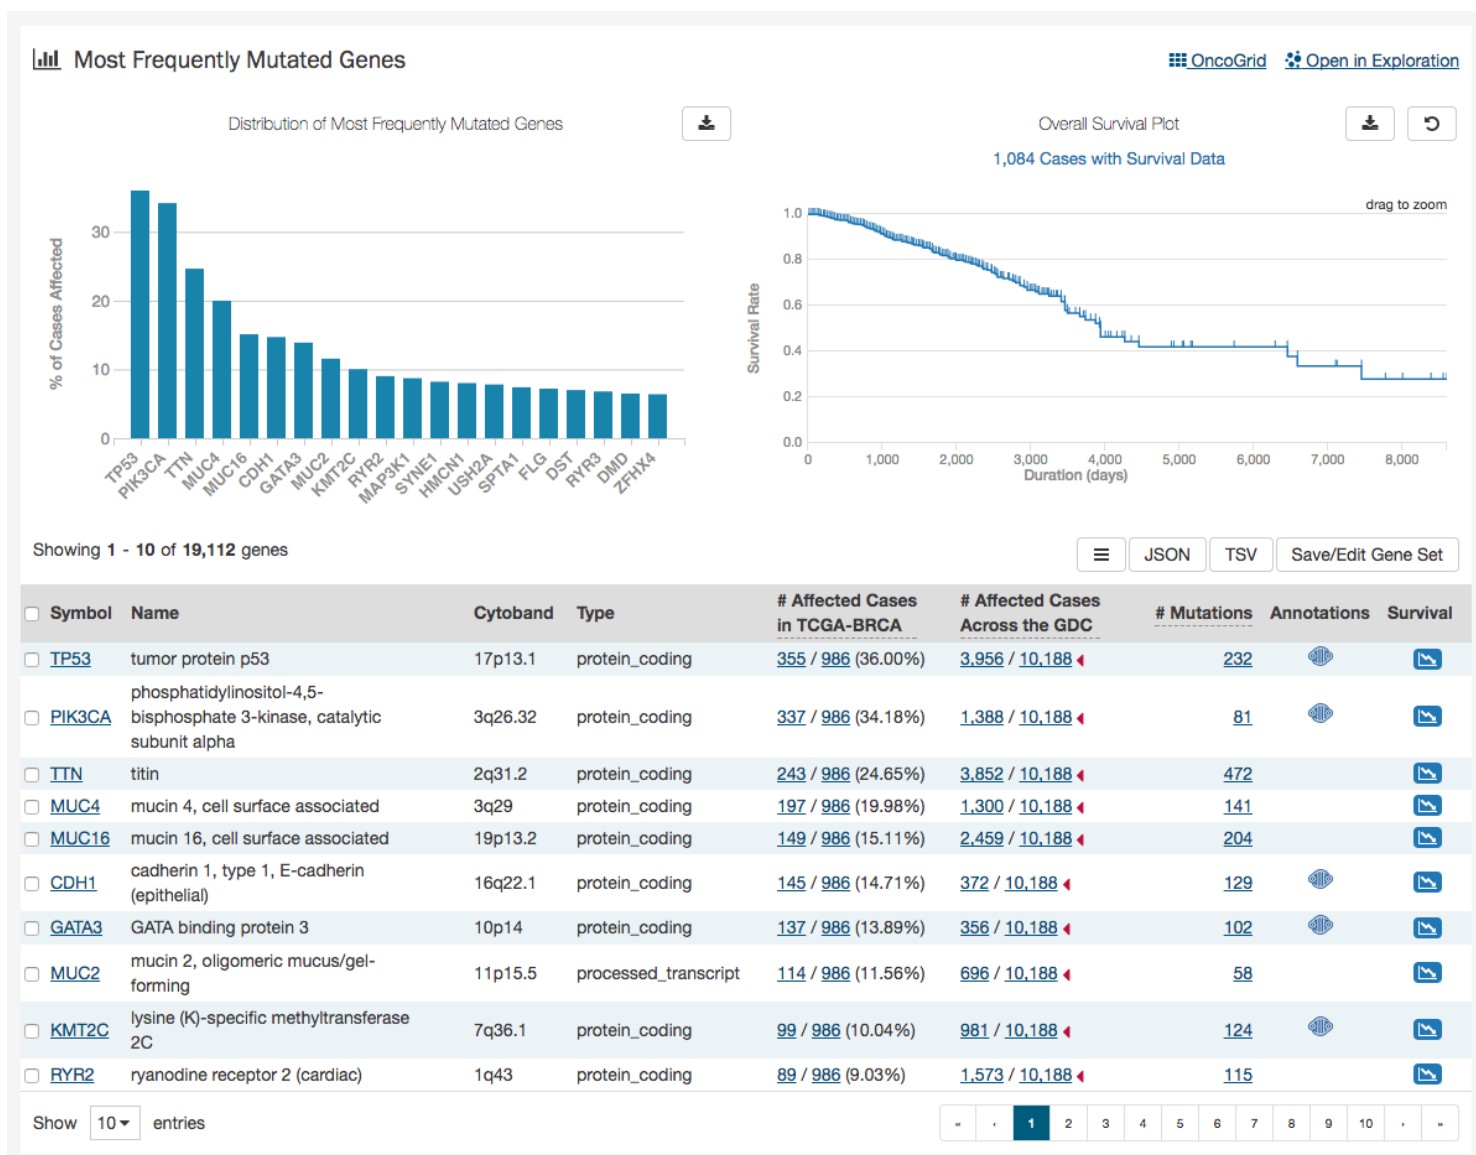 Most Frequently Mutated Genes
OncoGrid Open in Exploration
Distribution of Most Frequently Mutated Genes
% of Cases Affected
30
20
10
0
TP53
PIK3CA
TTN
MUC4
MUC16
CDH1
GATA3
MUC2
KMT2C
RYR2
MAP3K1
SYNE1
HMCN1
USH2A
SPTA1
FLG
DST
RYR3
DMD
ZFHX4
Overall Survival Plot
1,084 Cases with Survival Data
drag to zoom
Survival Rate
1.0
0.8
0.6
0.4
0.2
0.0
0 1,000 2,000 3,000 4,000 5,000 6,000 7,000 8,000
Duration (days)
Showing 1 - 10 of 19,112 genes
JSON TSV Save/Edit Gene Set
Symbol Name Cytoband Type # Affected Cases in TCGA-BRCA # Affected Cases Across the GDC # Mutations Annotations Survival
TP53 tumor protein p53 17p13.1 protein_coding 355 / 986 (36.00%) 3,956 / 10,188 232
phosphatidylinositol-4,5-
PIK3CA bisphosphate 3-kinase, catalytic 3q26.32 protein_coding 337 / 986 (34.18%) 1,388 / 10,188 81
subunit alpha
TTN titin 2q31.2 protein_coding 243 / 986 (24.65%) 3,852 / 10,188 472
MUC4 mucin 4, cell surface associated 3q29 protein_coding 197 / 986 (19.98%) 1,300 / 10,188 141
MUC16 mucin 16, cell surface associated 19p13.2 protein_coding 149 / 986 (15.11%) 2,459 / 10,188 204
cadherin 1, type 1, E-cadherin
CDH1 (epithelial) 16q22.1 protein_coding 145 / 986 (14.71%) 372 / 10,188 129
GATA3 GATA binding protein 3 10p14 protein_coding 137 / 986 (13.89%) 356 / 10,188 102
mucin 2, oligomeric mucus/gel-
MUC2 forming 11p15.5 processed_transcript 114 / 986 (11.56%) 696 / 10,188 58
lysine (K)-specific methyltransferase
KMT2C 2C 7q36.1 protein_coding 99 / 986 (10.04%) 981 / 10,188 124
RYR2 ryanodine receptor 2 (cardiac) 1q43 protein_coding 89 / 986 (9.03%) 1,573 / 10,188 115
Show 10 entries
« ‹ 1 2 3 4 5 6 7 8 9 10 › »